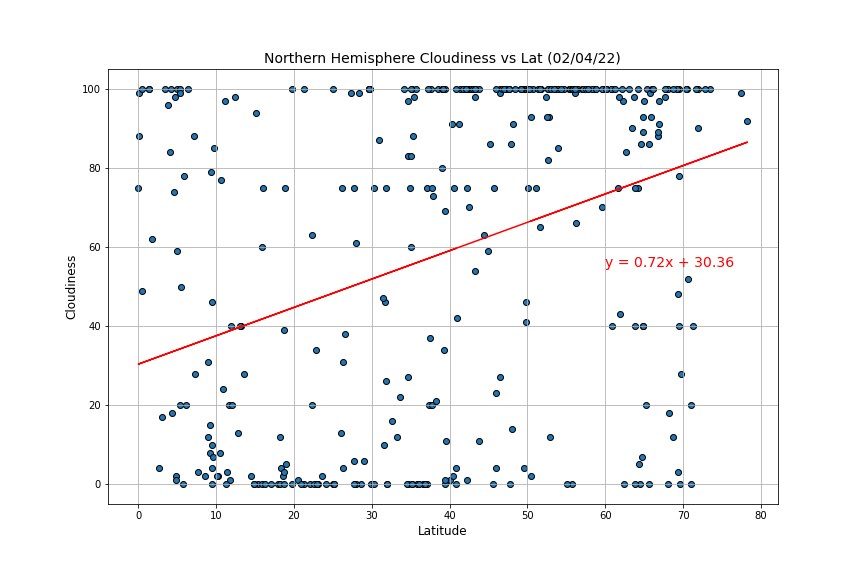 Northern Hemisphere Cloudiness vs Lat (02/04/22)
100
80
60
40
20
0
Cloudiness
y = 0.72x + 30.36
0 10 20 30 40 50 60 70 80
Latitude